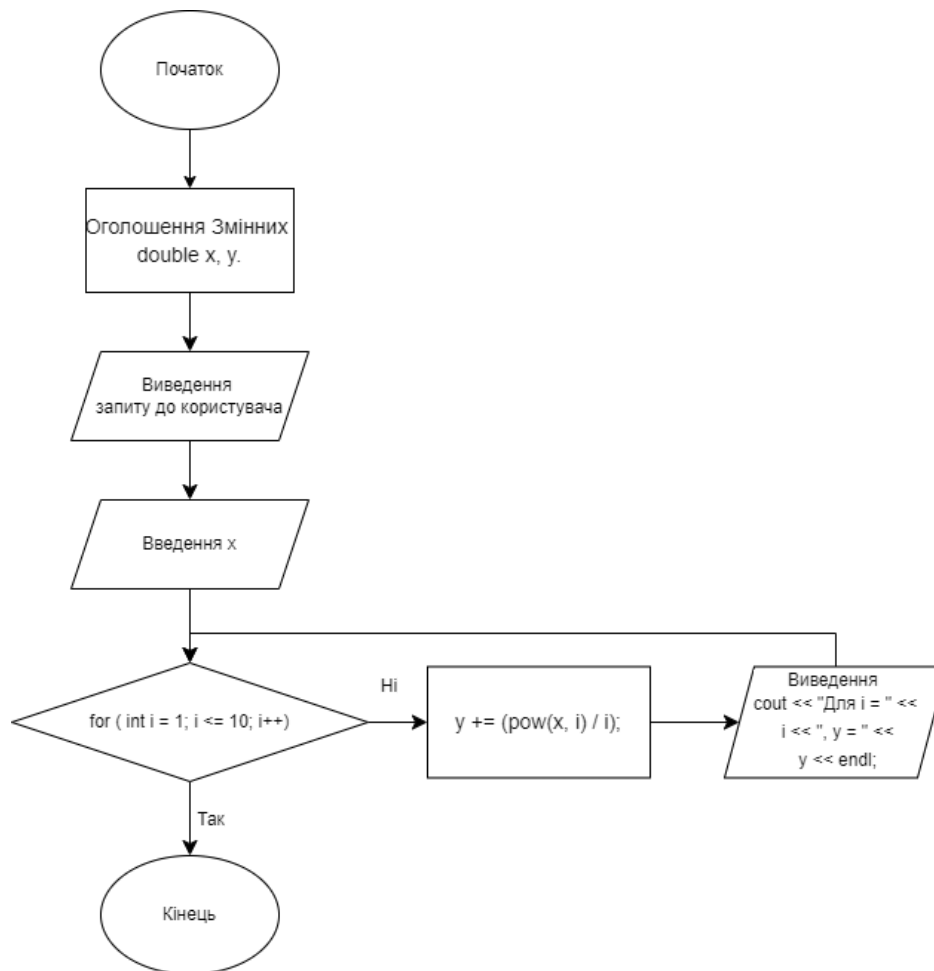 Початок
Оголошення Змінних
double x, y.
Виведення
запиту до користувача
Введення x
for ( int i = 1; i <= 10; i++)
Ні
y += (pow(x, i) / i);
Виведення
cout << "Для i = " <<
i << ", y = " <<
y << endl;
Так
Кінець